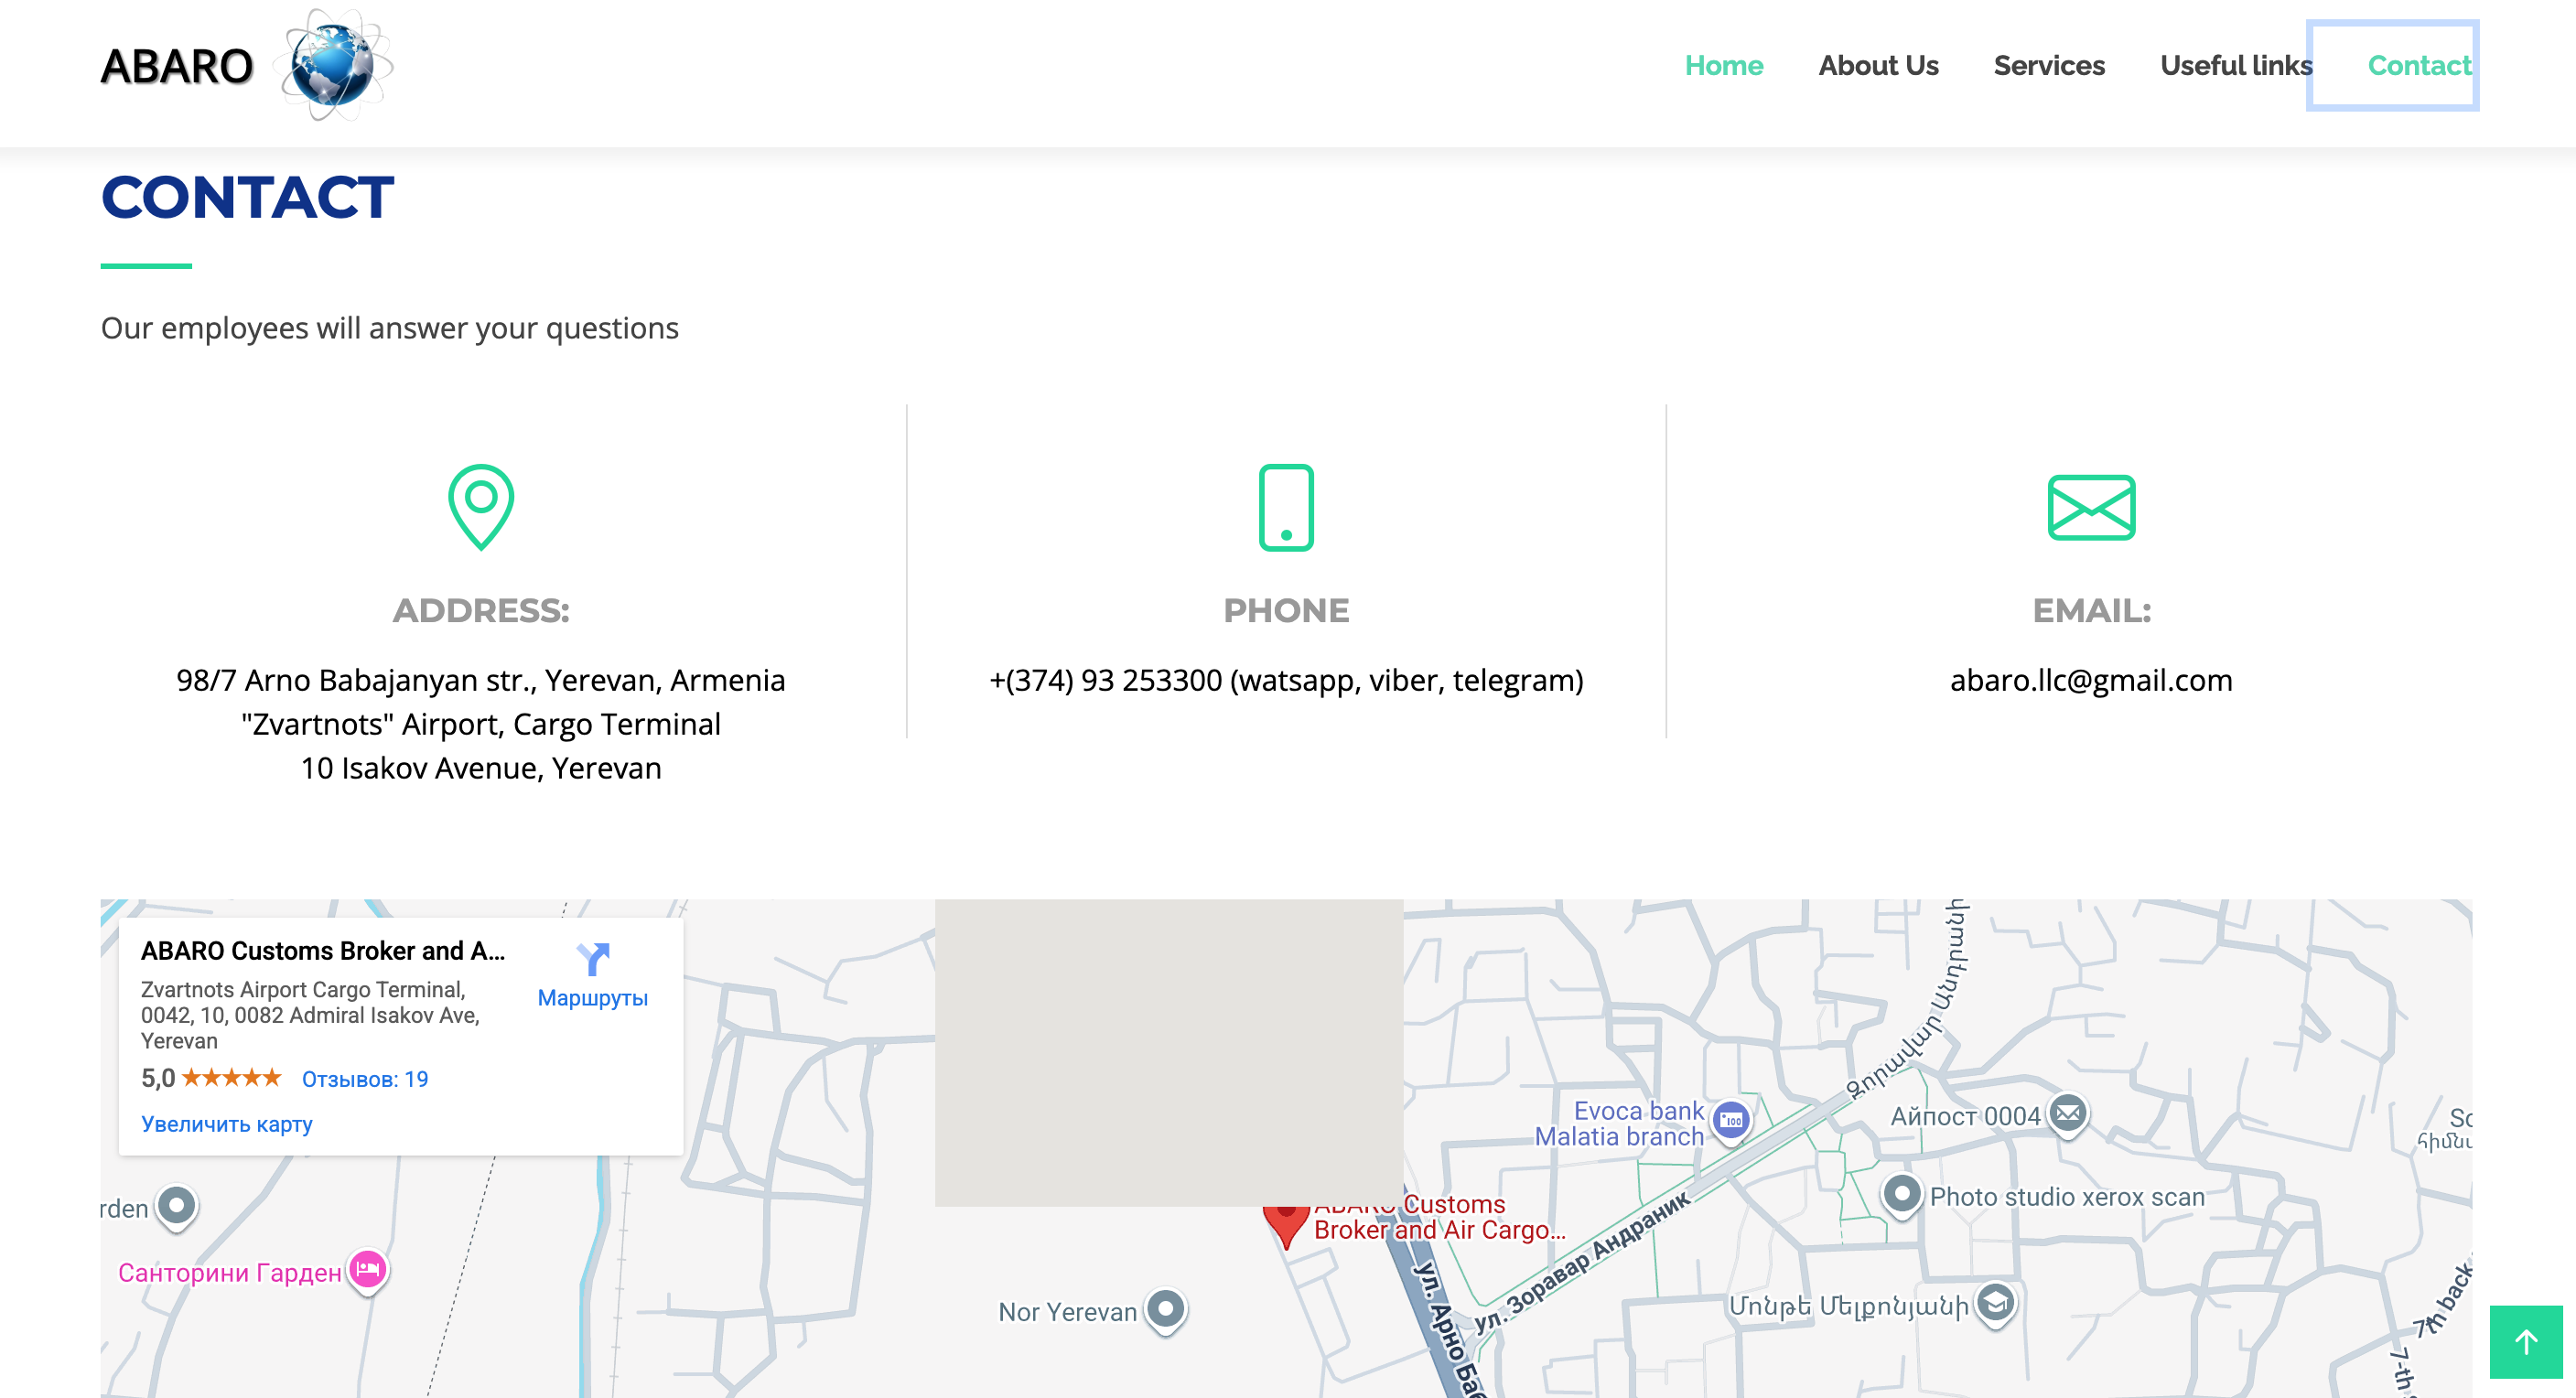 ABARO
Home
About Us
Services
Useful links
Contact
CONTACT
Our employees will answer your questions
ADDRESS:
98/7 Arno Babajanyan str., Yerevan, Armenia
"Zvartnots" Airport, Cargo Terminal
10 Isakov Avenue, Yerevan
PHONE
+(374) 93 253300 (watsapp, viber, telegram)
EMAIL:
abaro.llc@gmail.com
ABARO Customs Broker and A...
Zvartnots Airport Cargo Terminal,
0042, 10, 0082 Admiral Isakov Ave,
Yerevan
Маршруты
5,0
Отзывов: 19
Увеличить карту
rden
Санторини Гарден
Nor Yerevan
ABARO Customs
Broker and Air Cargo...
Evoca bank
Malatia branch
Զորավար Անդրանի
Айпост 0004
Photo studio xerox scan
ул. Зоравар Андраник
ул. Арно Баб
Մոնթե Մելքոնյանի
7th back
7-th